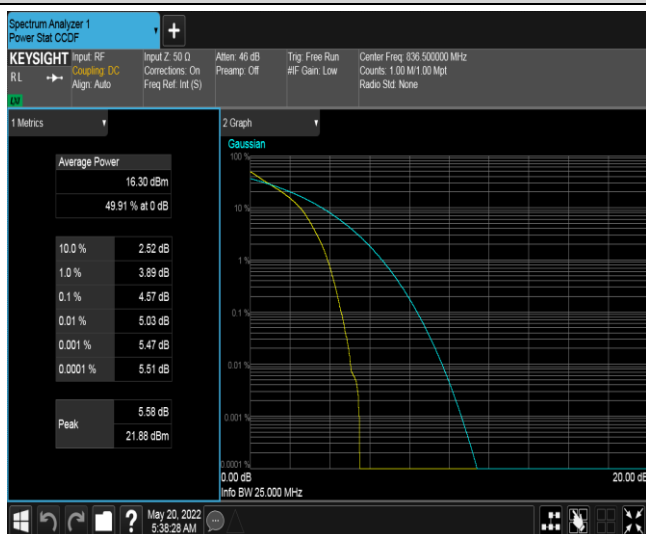 Spectrum Analyzer 1
Power Stat CCDF
KEYSIGHT
RL
Input: RF
Coupling: DC
Align: Auto
Input Z: 50 Ω
Corrections: On
Freq Ref: Int (S)
Atten: 46 dB
Preamp: Off
Trig: Free Run
#IF Gain: Low
Center Freq: 836.500000 MHz
Counts: 1.00 M/1.00 Mpt
Radio Std: None
1 Metrics
Average Power
16.30 dBm
49.91 % at 0 dB
10.0 % 2.52 dB
1.0 % 3.89 dB
0.1 % 4.57 dB
0.01 % 5.03 dB
0.001 % 5.47 dB
0.0001 % 5.51 dB
Peak
5.58 dB
21.88 dBm
2 Graph
Gaussian
100 %
10 %
1 %
0.1 %
0.01 %
0.001 %
0.0001 %
0.00 dB 20.00 dB
Info BW 25.000 MHz
May 20, 2022
5:38:28 AM